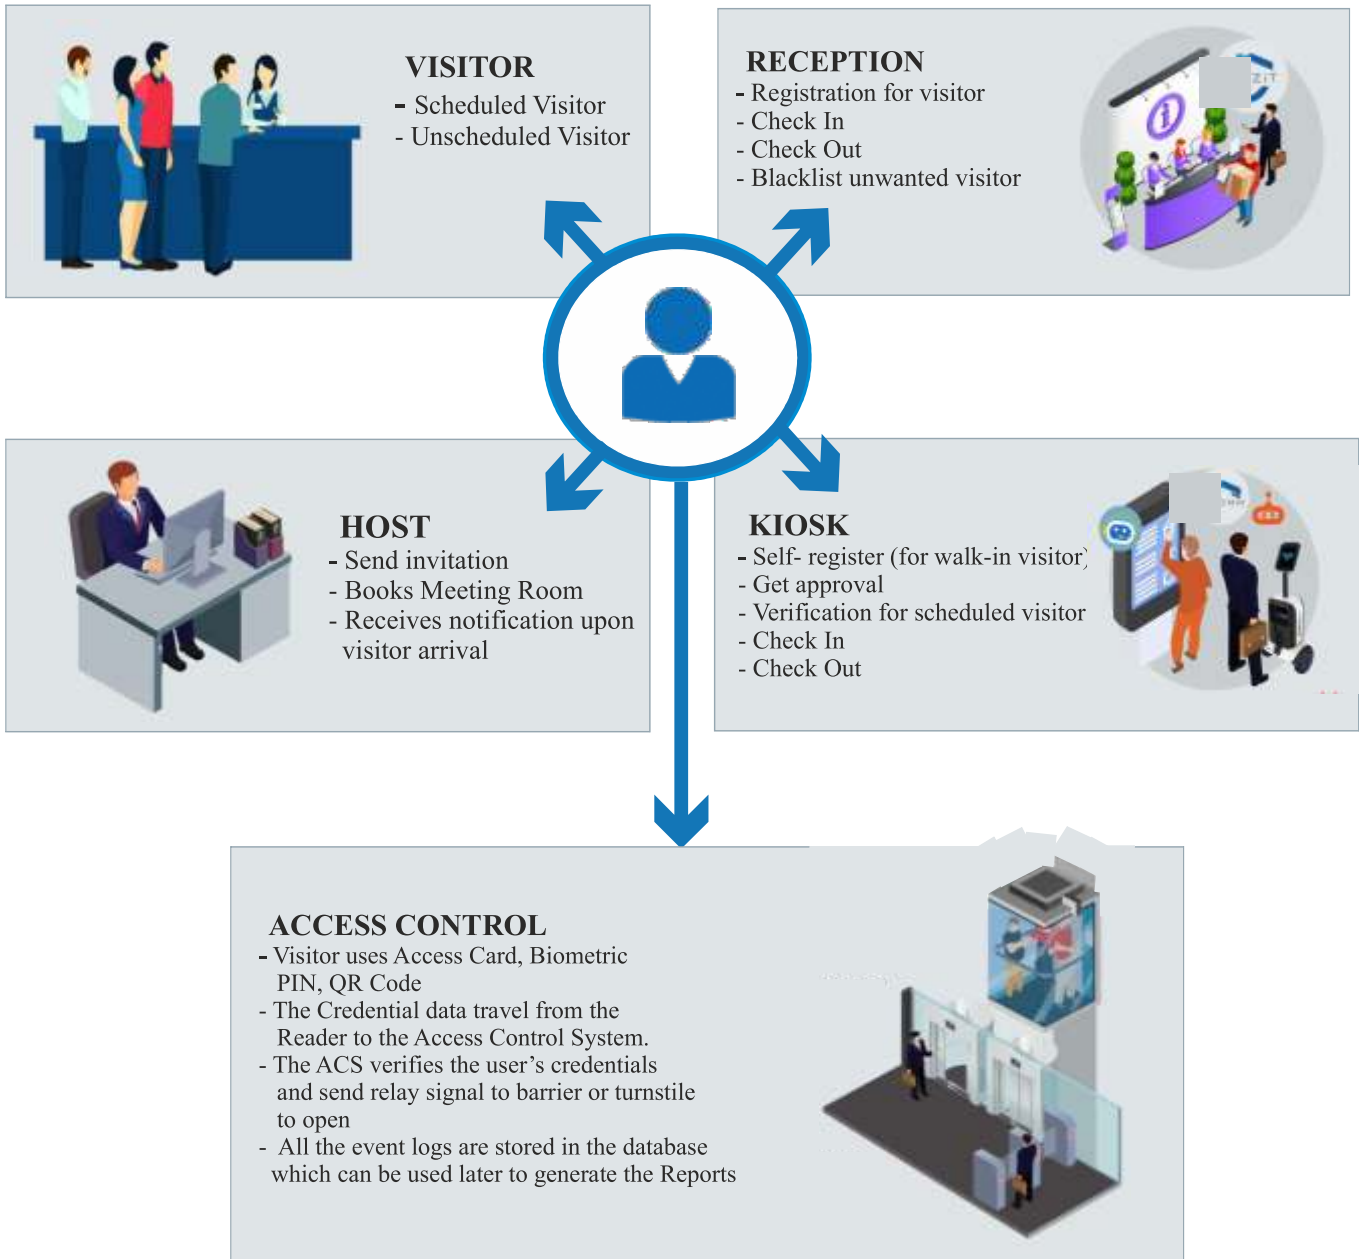 VISITOR
- Scheduled Visitor
- Unscheduled Visitor
RECEPTION
- Registration for visitor
- Check In
- Check Out
- Blacklist unwanted visitor
HOST
- Send invitation
- Books Meeting Room
- Receives notification upon
visitor arrival
KIOSK
- Self- register (for walk-in visitor)
- Get approval
- Verification for scheduled visitor
- Check In
- Check Out
ACCESS CONTROL
- Visitor uses Access Card, Biometric
PIN, QR Code
- The Credential data travel from the
Reader to the Access Control System.
- The ACS verifies the user’s credentials
and send relay signal to barrier or turnstile
to open
- All the event logs are stored in the database
which can be used later to generate the Reports